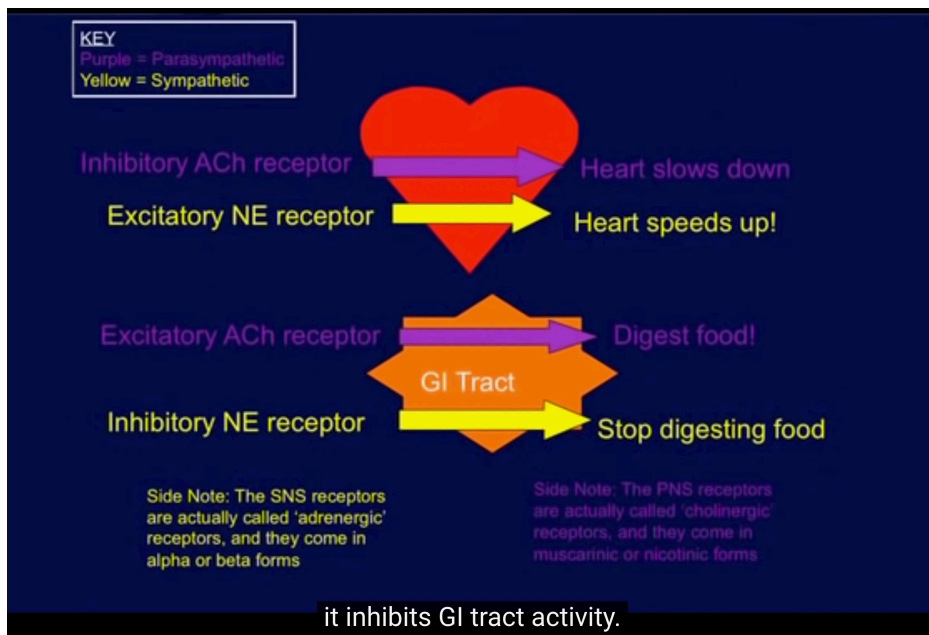 KEY
Purple = Parasympathetic
Yellow = Sympathetic
Inhibitory ACh receptor
Heart slows down
Excitatory NE receptor
Heart speeds up!
Excitatory ACh receptor
Digest food!
GI Tract
Inhibitory NE receptor
Stop digesting food
Side Note: The SNS receptors
are actually called 'adrenergic'
receptors, and they come in
alpha or beta forms
Side Note: The PNS receptors
are actually called 'cholinergic'
receptors, and they come in
muscarinic or nicotinic forms
it inhibits GI tract activity.